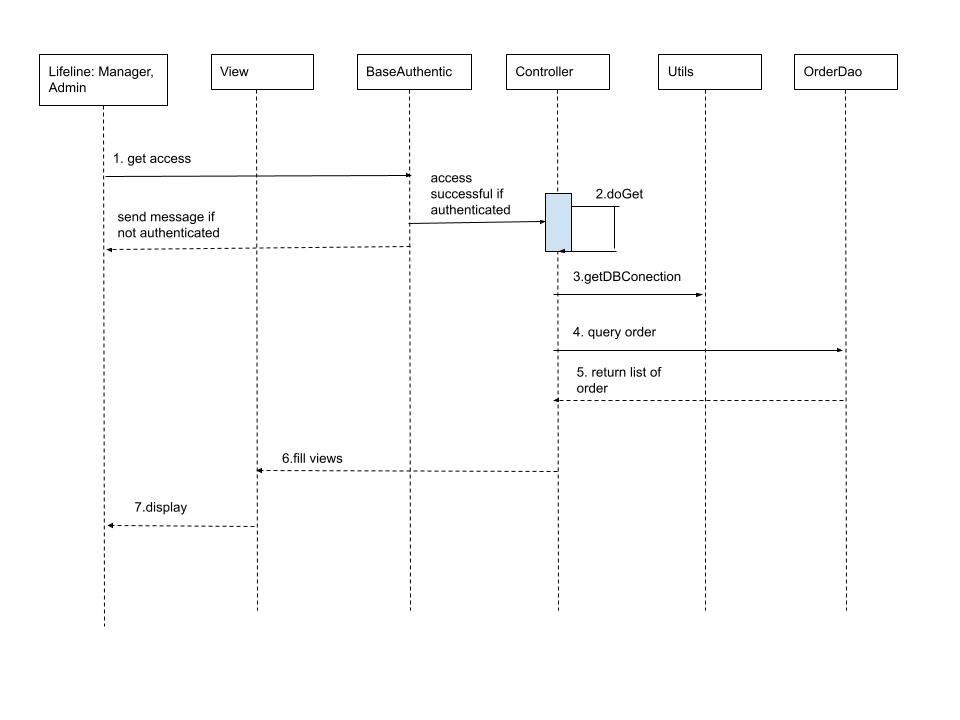 Lifeline: Manager,
Admin
View
BaseAuthentic
Controller
Utils
OrderDao
1. get access
access
successful if
authenticated
2.doGet
send message if
not authenticated
3.getDBConection
4. query order
5. return list of
order
6.fill views
7.display